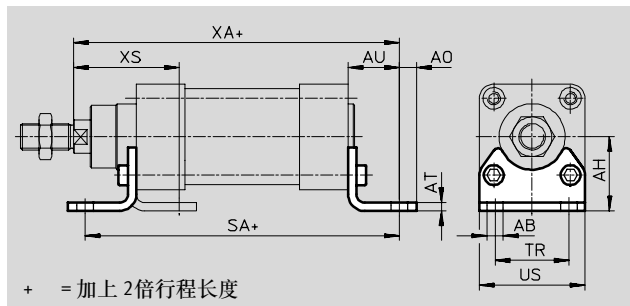 XA+
XS
AU
AO
AT
AH
SA+
AB
TR
US
+ = 加上 2倍行程长度